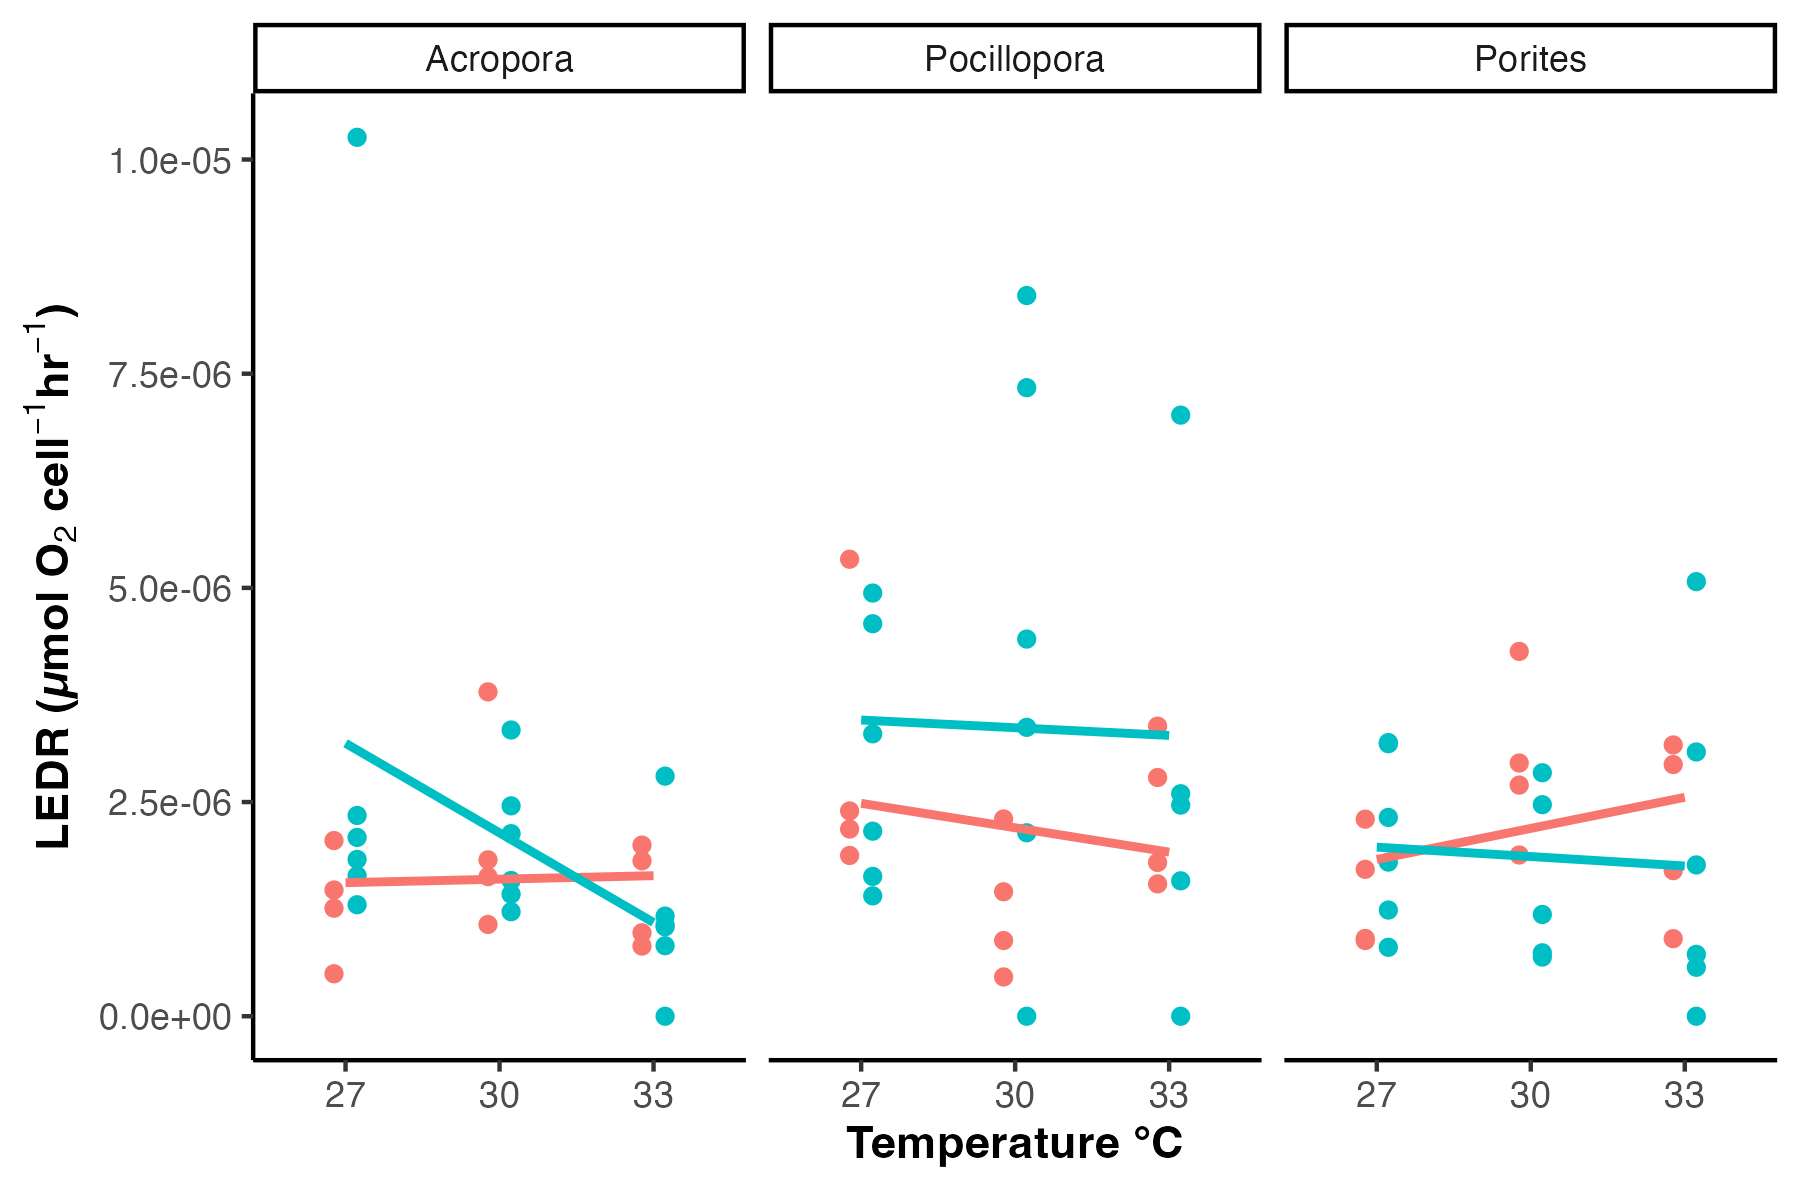 Acropora Pocillopora Porites
LEDR (µmol O₂ cell⁻¹hr⁻¹)
1.0e-05
7.5e-06
5.0e-06
2.5e-06
0.0e+00
27 30 33 27 30 33 27 30 33
Temperature °C